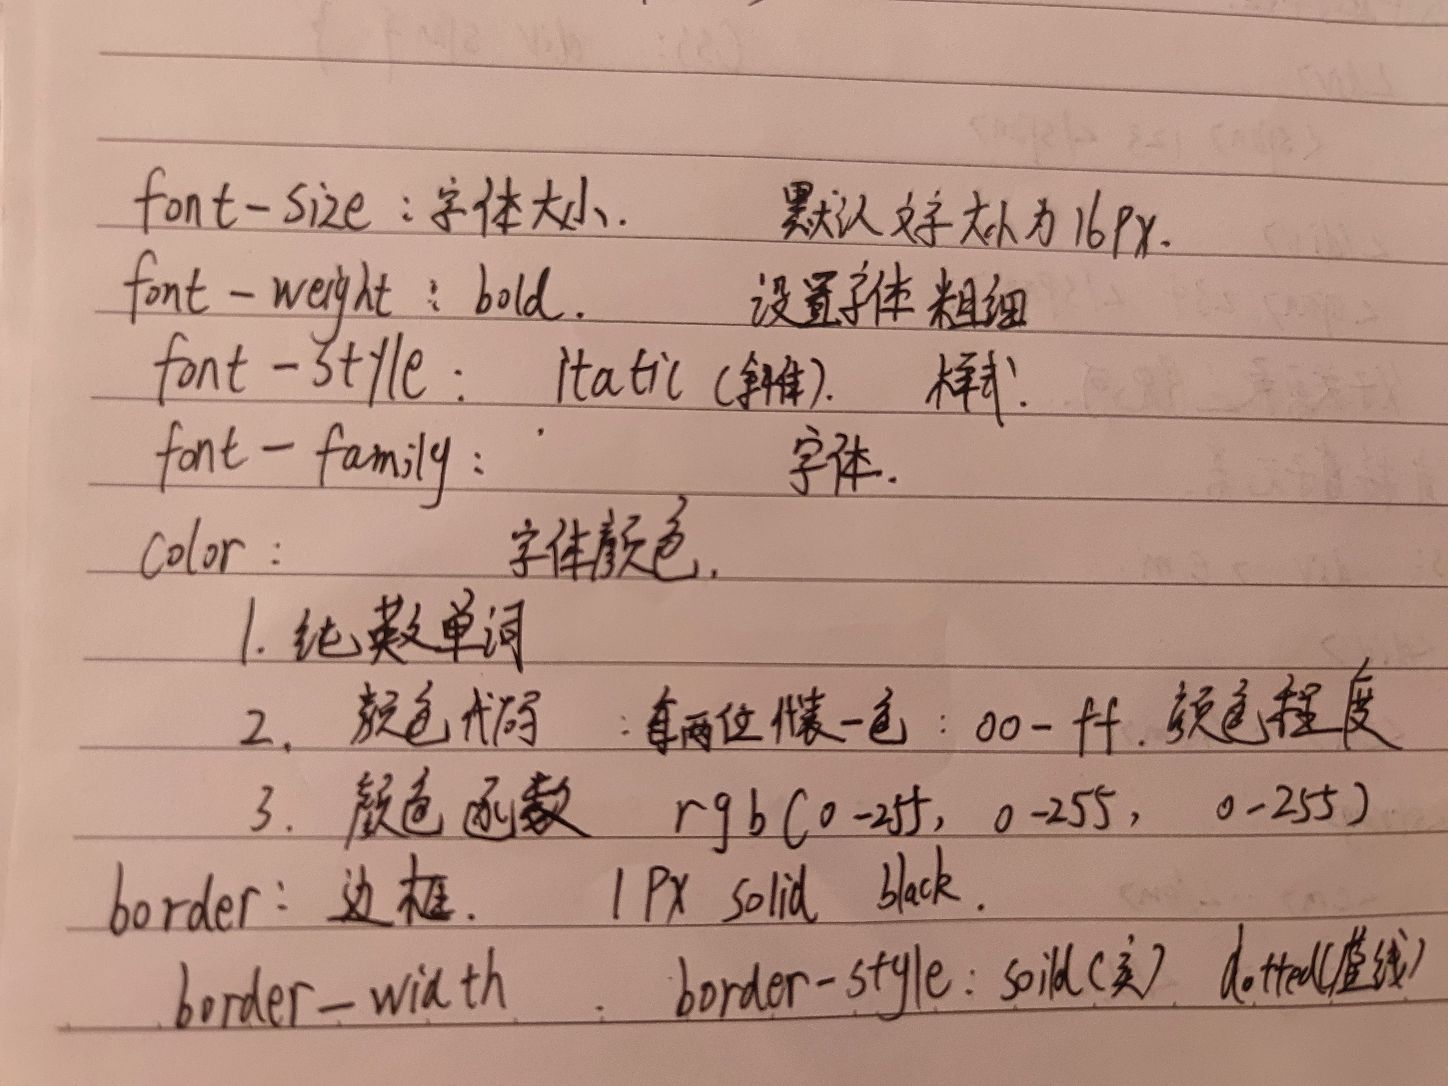 font-size：字体大小. 默认文字大小为16px.
font-weight：bold. 设置字体粗细
font-style： itatic（斜体）. 样式.
font-family： 字体.
color： 字体颜色.
1. 纯英文单词
2. 颜色代码 ：每两位代表一色：00-ff. 颜色程度
3. 颜色函数 rgb(0-255, 0-255, 0-255)
border：边框. 1px solid black.
border-width . border-style：soild(实) dotted(虚线)